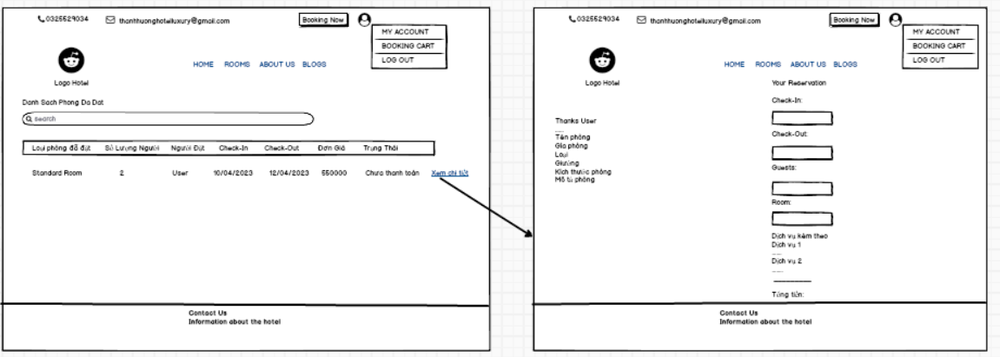 0325529034 thanhhuonghotelluxury@gmail.com Booking Now
MY ACCOUNT
BOOKING CART
LOG OUT
HOME ROOMS ABOUT US BLOGS
Logo Hotel
Danh Sach Phong Da Dat
search
Loại phòng đã đặt Số Lượng Người Người Đặt Check-In Check-Out Đơn Giá Trạng Thái
Standard Room 2 User 10/04/2023 12/04/2023 550000 Chưa thanh toán Xem chi tiết
Contact Us
Information about the hotel
0325529034 thanhhuonghotelluxury@gmail.com Booking Now
MY ACCOUNT
BOOKING CART
LOG OUT
HOME ROOMS ABOUT US BLOGS
Logo Hotel
Thanks User
Tên phòng
Gía phòng
Loại
Giường
Kích thước phòng
Mô tả phòng
Your Reservation
Check-In:
Check-Out:
Guests:
Room:
Dịch vụ kèm theo
Dịch vụ 1
Dịch vụ 2
Tổng tiền:
Contact Us
Information about the hotel